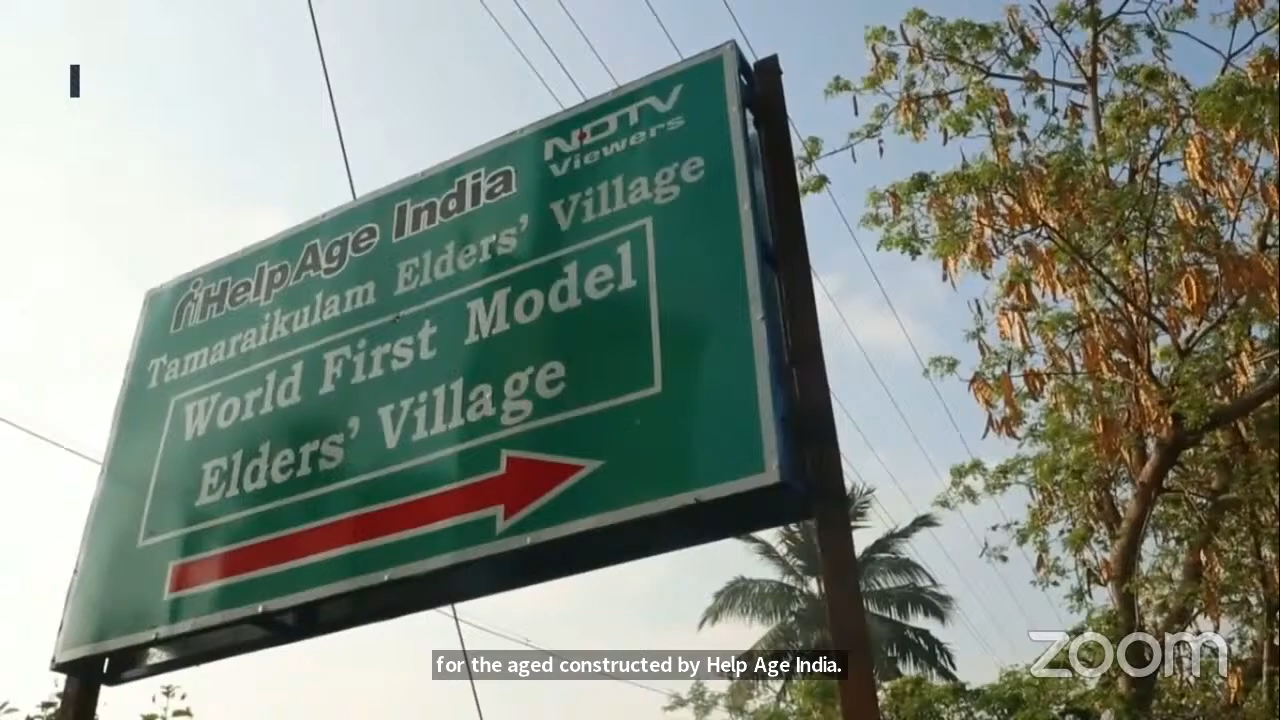 HelpAge India
NDTV
Viewers
Tamaraikulam Elders' Village
World First Model
Elders' Village
for the aged constructed by Help Age India.
zoom